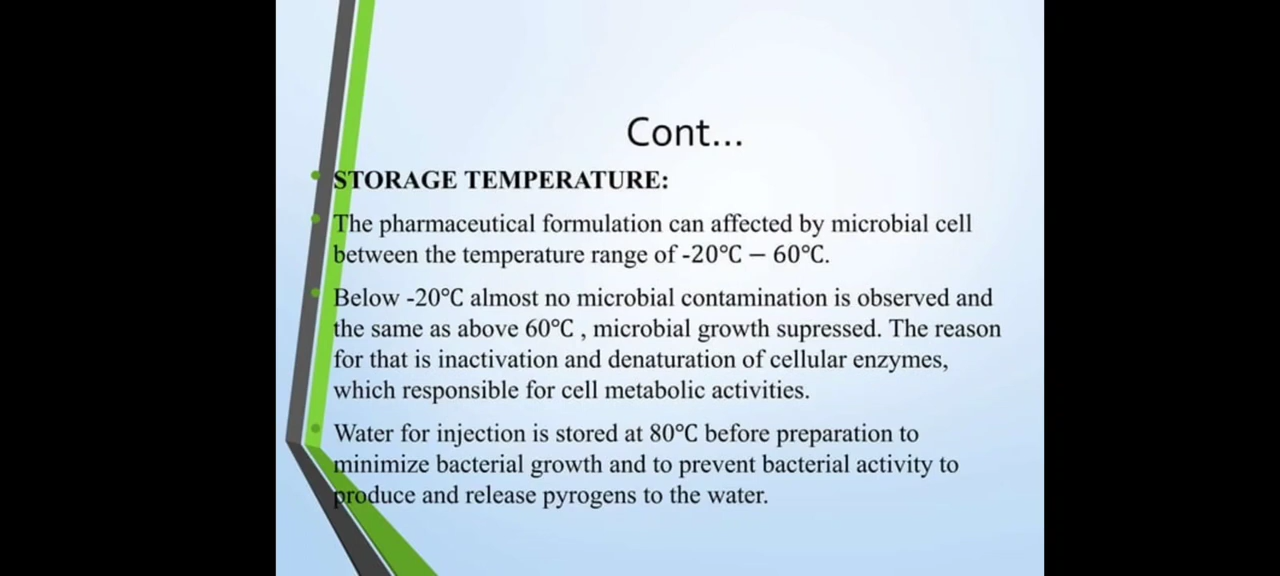 Cont...
STORAGE TEMPERATURE:
The pharmaceutical formulation can affected by microbial cell
between the temperature range of -20°C – 60°C.
Below -20°C almost no microbial contamination is observed and
the same as above 60°C , microbial growth supressed. The reason
for that is inactivation and denaturation of cellular enzymes,
which responsible for cell metabolic activities.
Water for injection is stored at 80°C before preparation to
minimize bacterial growth and to prevent bacterial activity to
produce and release pyrogens to the water.